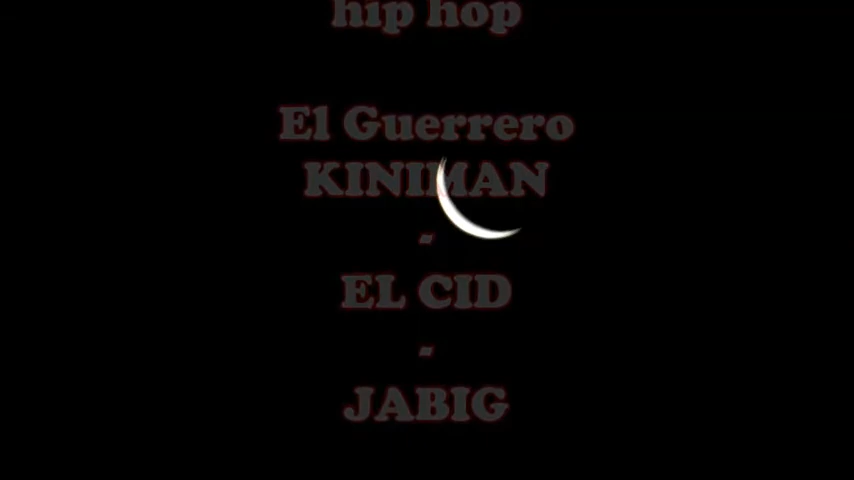 hip hop
El Guerrero
KINIMAN
-
EL CID
-
JABIG